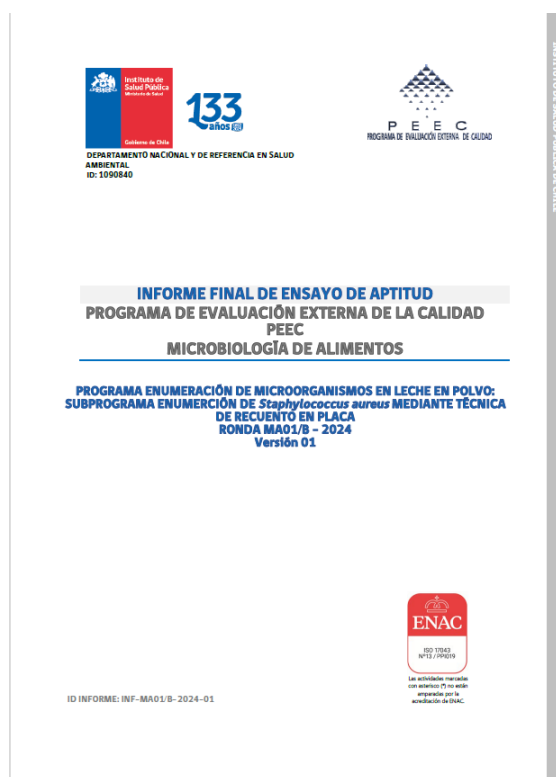 Instituto de
Salud Pública
Ministerio de Salud
Gobierno de Chile
133
años
P E E C
PROGRAMA DE EVALUACIÓN EXTERNA DE CALIDAD
DEPARTAMENTO NACIONAL Y DE REFERENCIA EN SALUD
AMBIENTAL
ID: 1090840
INFORME FINAL DE ENSAYO DE APTITUD
PROGRAMA DE EVALUACIÓN EXTERNA DE LA CALIDAD
PEEC
MICROBIOLOGÏA DE ALIMENTOS
PROGRAMA ENUMERACIÓN DE MICROORGANISMOS EN LECHE EN POLVO:
SUBPROGRAMA ENUMERCIÓN DE Staphylococcus aureus MEDIANTE TÉCNICA
DE RECUENTO EN PLACA
RONDA MA01/B – 2024
Versión 01
ENAC
ISO 17043
Nº13 / PPI019
Las actividades marcadas
con asterisco (*) no están
amparadas por la
acreditación de ENAC.
ID INFORME: INF-MA01/B-2024-01